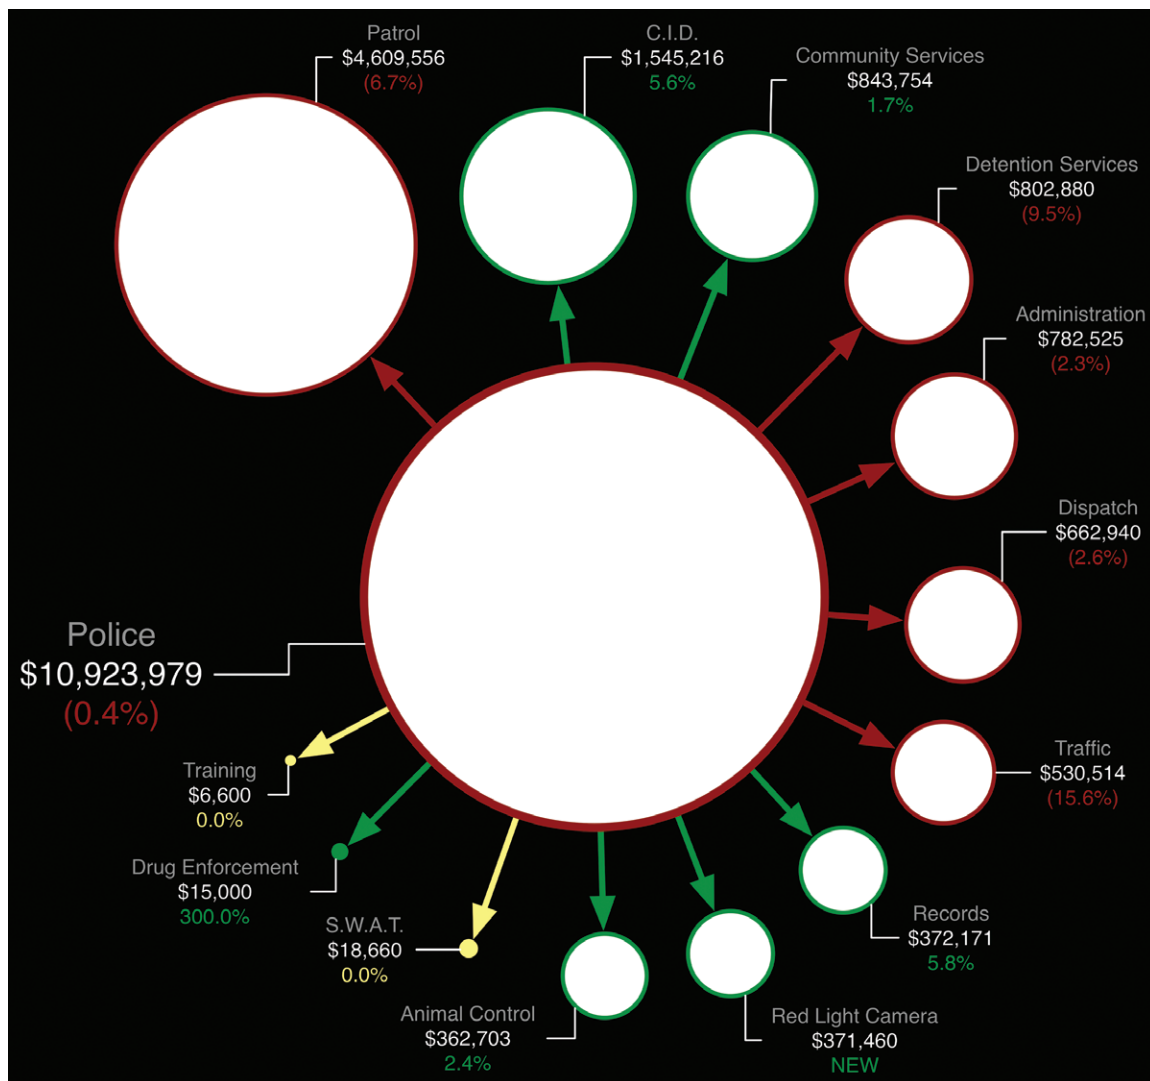 Patrol
$4,609,556
(6.7%)
C.I.D.
$1,545,216
5.6%
Community Services
$843,754
1.7%
Detention Services
$802,880
(9.5%)
Administration
$782,525
(2.3%)
Dispatch
$662,940
(2.6%)
Police
$10,923,979
(0.4%)
Traffic
$530,514
(15.6%)
Training
$6,600
0.0%
Drug Enforcement
$15,000
300.0%
S.W.A.T.
$18,660
0.0%
Records
$372,171
5.8%
Animal Control
$362,703
2.4%
Red Light Camera
$371,460
NEW